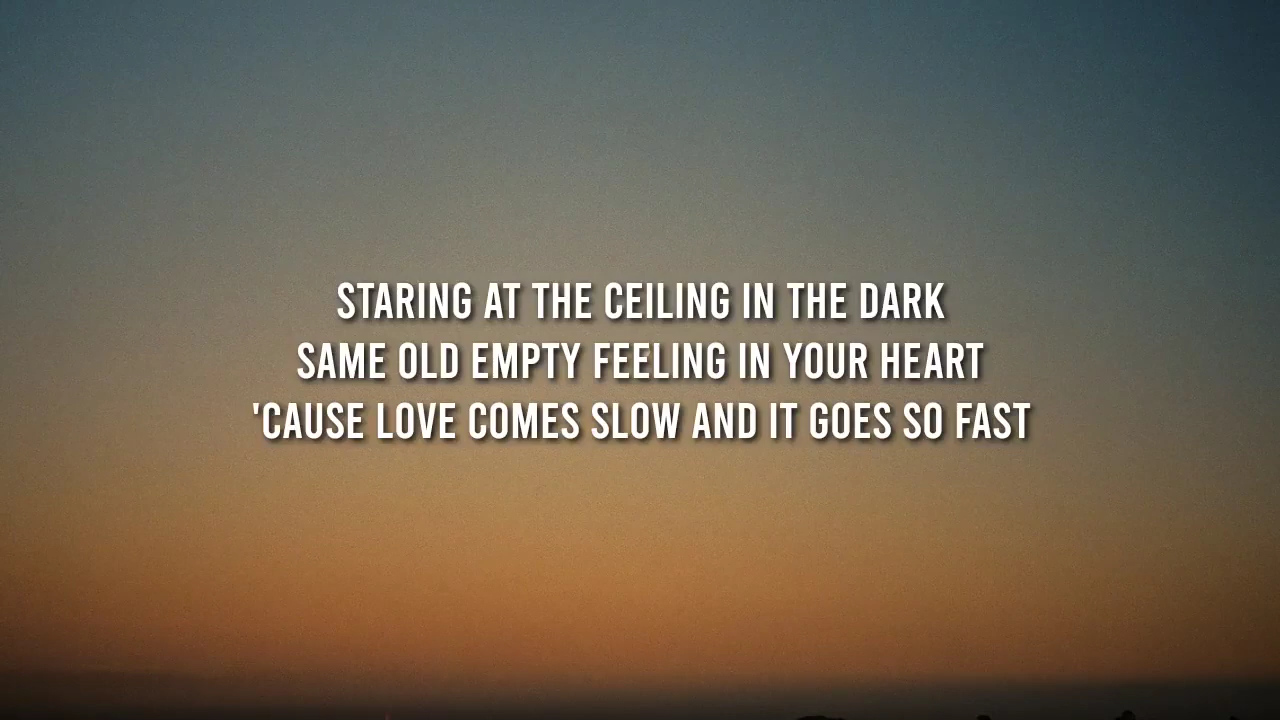 STARING AT THE CEILING IN THE DARK
SAME OLD EMPTY FEELING IN YOUR HEART
'CAUSE LOVE COMES SLOW AND IT GOES SO FAST